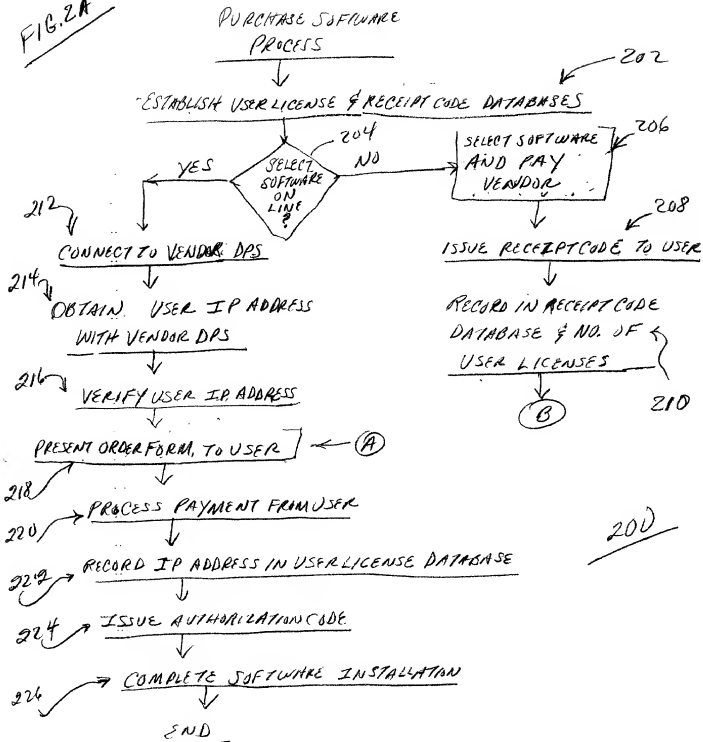 FIG. 2A
PURCHASE SOFTWARE
PROCESS
202
ESTABLISH USER LICENSE & RECEIPT CODE DATABASES
204
206
YES
SELECT
SOFTWARE
ON
LINE
?
NO
SELECT SOFTWARE
AND PAY
VENDOR
212
208
CONNECT TO VENDOR DPS
ISSUE RECEIPT CODE TO USER
214
OBTAIN USER IP ADDRESS
WITH VENDOR DPS
RECORD IN RECEIPT CODE
DATABASE & NO. OF
USER LICENSES
210
216
VERIFY USER I.P. ADDRESS
B
PRESENT ORDER FORM, TO USER
A
218
220
PROCESS PAYMENT FROM USER
200
222
RECORD IP ADDRESS IN USER LICENSE DATABASE
224
ISSUE AUTHORIZATION CODE
226
COMPLETE SOFTWARE INSTALLATION
END